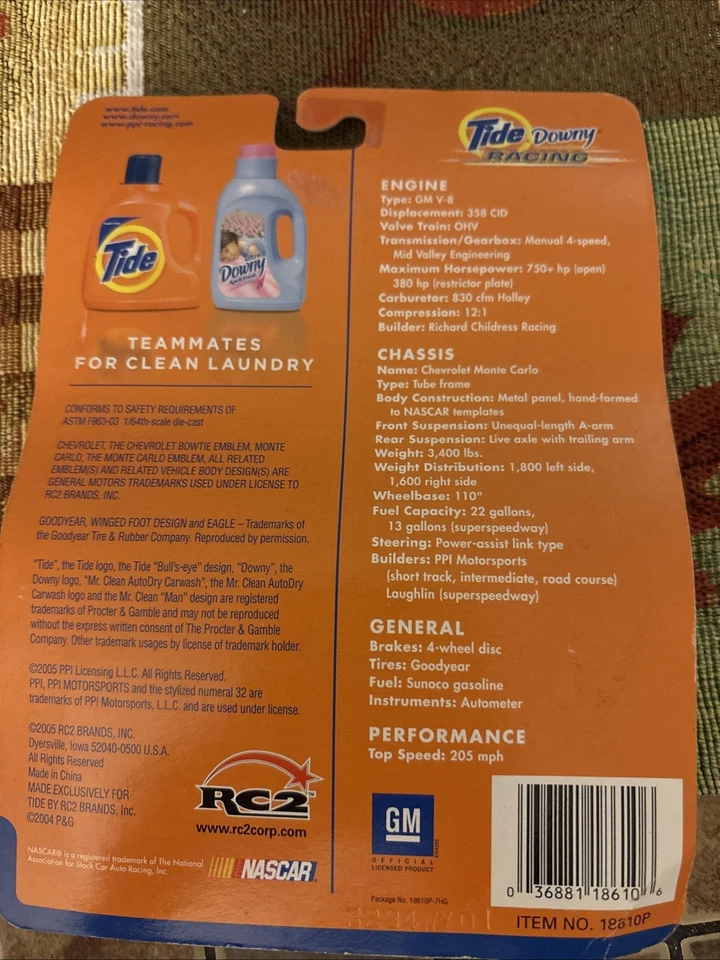 www.tide.com
www.downy.com
www.ppi-racing.com
Tide
Ultra
Downy
April Fresh
TEAMMATES
FOR CLEAN LAUNDRY
CONFORMS TO SAFETY REQUIREMENTS OF
ASTM F963-03 1/64th-scale die-cast
CHEVROLET, THE CHEVROLET BOWTIE EMBLEM, MONTE
CARLO, THE MONTE CARLO EMBLEM, ALL RELATED
EMBLEM(S) AND RELATED VEHICLE BODY DESIGN(S) ARE
GENERAL MOTORS TRADEMARKS USED UNDER LICENSE TO
RC2 BRANDS, INC.
GOODYEAR, WINGED FOOT DESIGN and EAGLE – Trademarks of
the Goodyear Tire & Rubber Company. Reproduced by permission.
"Tide", the Tide logo, the Tide "Bull's-eye" design, "Downy", the
Downy logo, "Mr. Clean AutoDry Carwash", the Mr. Clean AutoDry
Carwash logo and the Mr. Clean "Man" design are registered
trademarks of Procter & Gamble and may not be reproduced
without the express written consent of The Procter & Gamble
Company. Other trademark usages by license of trademark holder.
©2005 PPI Licensing L.L.C. All Rights Reserved.
PPI, PPI MOTORSPORTS and the stylized numeral 32 are
trademarks of PPI Motorsports, L.L.C. and are used under license.
©2005 RC2 BRANDS, INC.
Dyersville, Iowa 52040-0500 U.S.A.
All Rights Reserved
Made in China
MADE EXCLUSIVELY FOR
TIDE BY RC2 BRANDS, Inc.
©2004 P&G
RC2™
www.rc2corp.com
NASCAR® is a registered trademark of The National
Association for Stock Car Auto Racing, Inc.
NASCAR
Tide Downy
RACING
ENGINE
Type: GM V-8
Displacement: 358 CID
Valve Train: OHV
Transmission/Gearbox: Manual 4-speed,
Mid Valley Engineering
Maximum Horsepower: 750+ hp (open)
380 hp (restrictor plate)
Carburetor: 830 cfm Holley
Compression: 12:1
Builder: Richard Childress Racing
CHASSIS
Name: Chevrolet Monte Carlo
Type: Tube frame
Body Construction: Metal panel, hand-formed
to NASCAR templates
Front Suspension: Unequal-length A-arm
Rear Suspension: Live axle with trailing arm
Weight: 3,400 lbs.
Weight Distribution: 1,800 left side,
1,600 right side
Wheelbase: 110"
Fuel Capacity: 22 gallons,
13 gallons (superspeedway)
Steering: Power-assist link type
Builders: PPI Motorsports
(short track, intermediate, road course)
Laughlin (superspeedway)
GENERAL
Brakes: 4-wheel disc
Tires: Goodyear
Fuel: Sunoco gasoline
Instruments: Autometer
PERFORMANCE
Top Speed: 205 mph
GM
OFFICIAL
LICENSED PRODUCT
0 36881 18610 6
Package No. 18610P-7HG
ITEM NO. 18610P